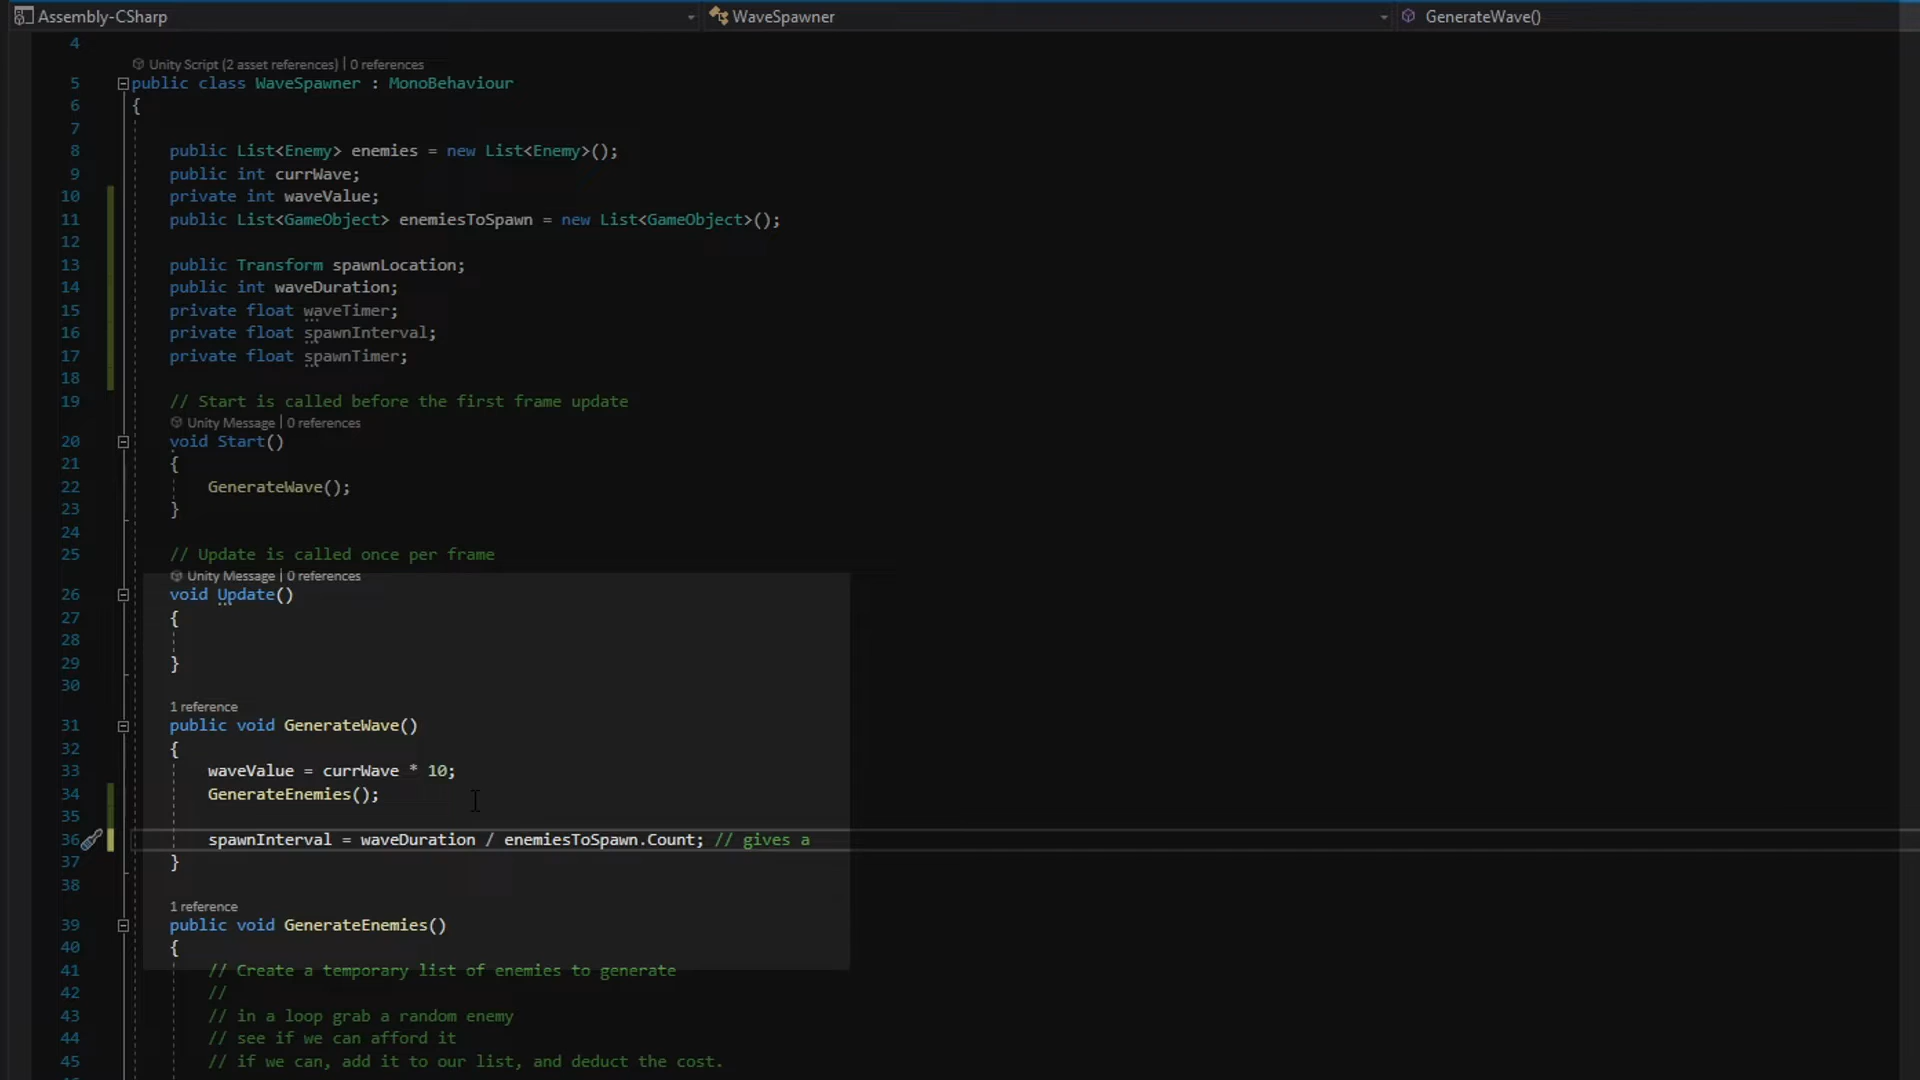 Assembly-CSharp WaveSpawner GenerateWave()
4
Unity Script (2 asset references) | 0 references
5 public class WaveSpawner : MonoBehaviour
6 {
7
8 public List<Enemy> enemies = new List<Enemy>();
9 public int currWave;
10 private int waveValue;
11 public List<GameObject> enemiesToSpawn = new List<GameObject>();
12
13 public Transform spawnLocation;
14 public int waveDuration;
15 private float waveTimer;
16 private float spawnInterval;
17 private float spawnTimer;
18
19 // Start is called before the first frame update
Unity Message | 0 references
20 void Start()
21 {
22 GenerateWave();
23 }
24
25 // Update is called once per frame
Unity Message | 0 references
26 void Update()
27 {
28
29 }
30
1 reference
31 public void GenerateWave()
32 {
33 waveValue = currWave * 10;
34 GenerateEnemies();
35
36 spawnInterval = waveDuration / enemiesToSpawn.Count; // gives a
37 }
38
1 reference
39 public void GenerateEnemies()
40 {
41 // Create a temporary list of enemies to generate
42 //
43 // in a loop grab a random enemy
44 // see if we can afford it
45 // if we can, add it to our list, and deduct the cost.